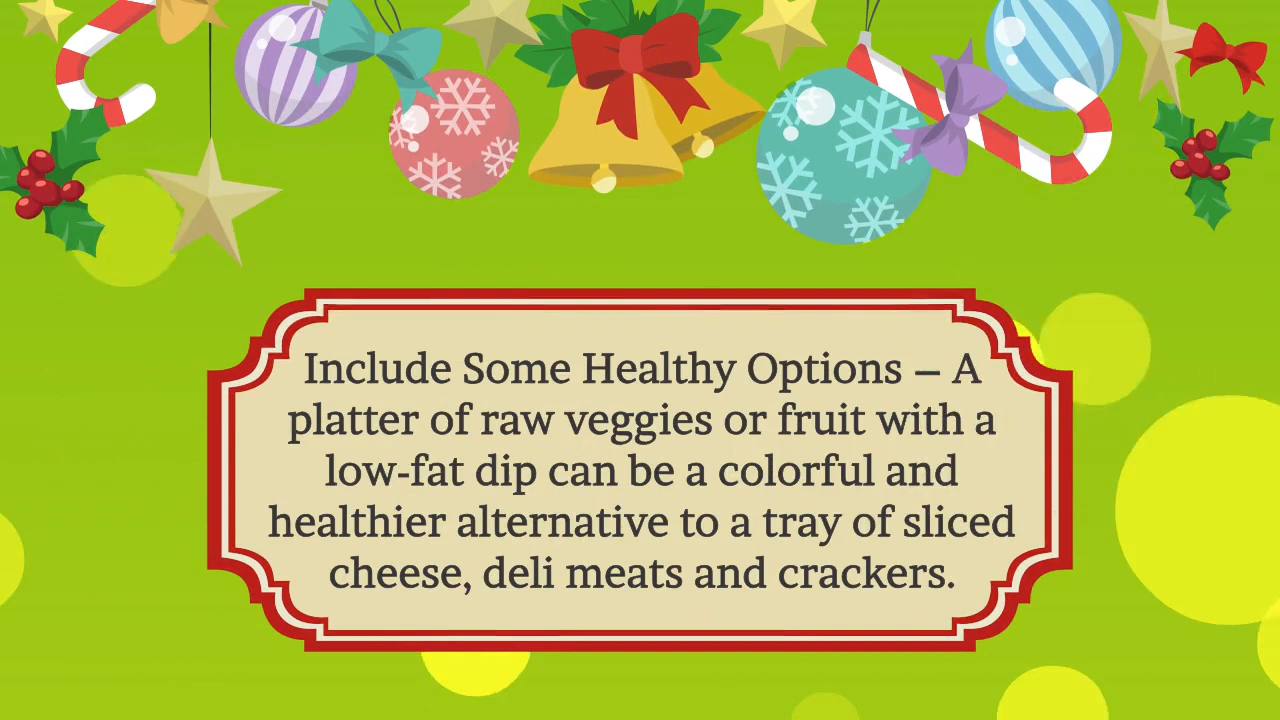 Include Some Healthy Options – A
platter of raw veggies or fruit with a
low-fat dip can be a colorful and
healthier alternative to a tray of sliced
cheese, deli meats and crackers.